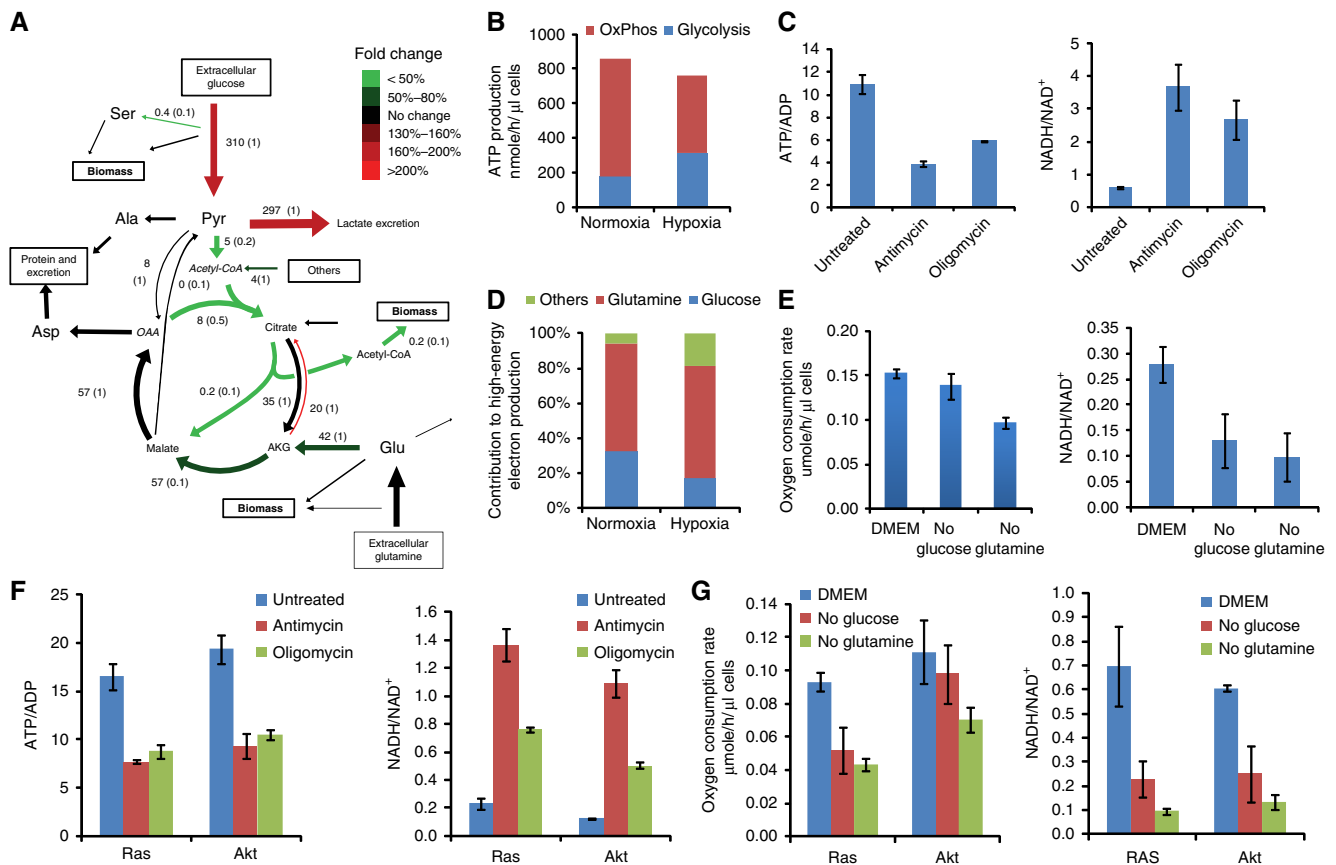 A
Extracellular
glucose
Fold change
< 50%
50%–80%
No change
130%–160%
160%–200%
>200%
Ser
0.4 (0.1)
310 (1)
Biomass
Ala
Pyr
297 (1)
Lactate excretion
5 (0.2)
Protein and
excretion
8
(1)
Acetyl-CoA
0 (0.1)
4(1)
Others
Asp
OAA
8 (0.5)
Citrate
Biomass
0.2 (0.1)
Acetyl-CoA
57 (1)
0.2 (0.1)
35 (1)
20 (1)
Malate
AKG
42 (1)
Glu
57 (0.1)
Biomass
Extracellular
glutamine
B
OxPhos
Glycolysis
ATP production
nmole/h/ µl cells
1000
800
600
400
200
0
Normoxia
Hypoxia
C
ATP/ADP
14
12
10
8
6
4
2
0
Untreated
Antimycin
Oligomycin
NADH/NAD+
5
4
3
2
1
0
Untreated
Antimycin
Oligomycin
D
Others
Glutamine
Glucose
Contribution to high-energy
electron production
100%
80%
60%
40%
20%
0%
Normoxia
Hypoxia
E
Oxygen consumption rate
umole/h/ µl cells
0.20
0.15
0.10
0.05
0.00
DMEM
No
glucose
No
glutamine
NADH/NAD+
0.35
0.30
0.25
0.20
0.15
0.10
0.05
0.00
DMEM
No
glucose
No
glutamine
F
ATP/ADP
25
20
15
10
5
0
Untreated
Antimycin
Oligomycin
Ras
Akt
NADH/NAD+
1.6
1.4
1.2
1.0
0.8
0.6
0.4
0.2
0.0
Untreated
Antimycin
Oligomycin
Ras
Akt
G
Oxygen consumption rate
µmole/h/ µl cells
0.14
0.12
0.10
0.08
0.06
0.04
0.02
0.00
DMEM
No glucose
No glutamine
Ras
Akt
NADH/NAD+
1.0
0.9
0.8
0.7
0.6
0.5
0.4
0.3
0.2
0.1
0.0
DMEM
No glucose
No glutamine
RAS
Akt